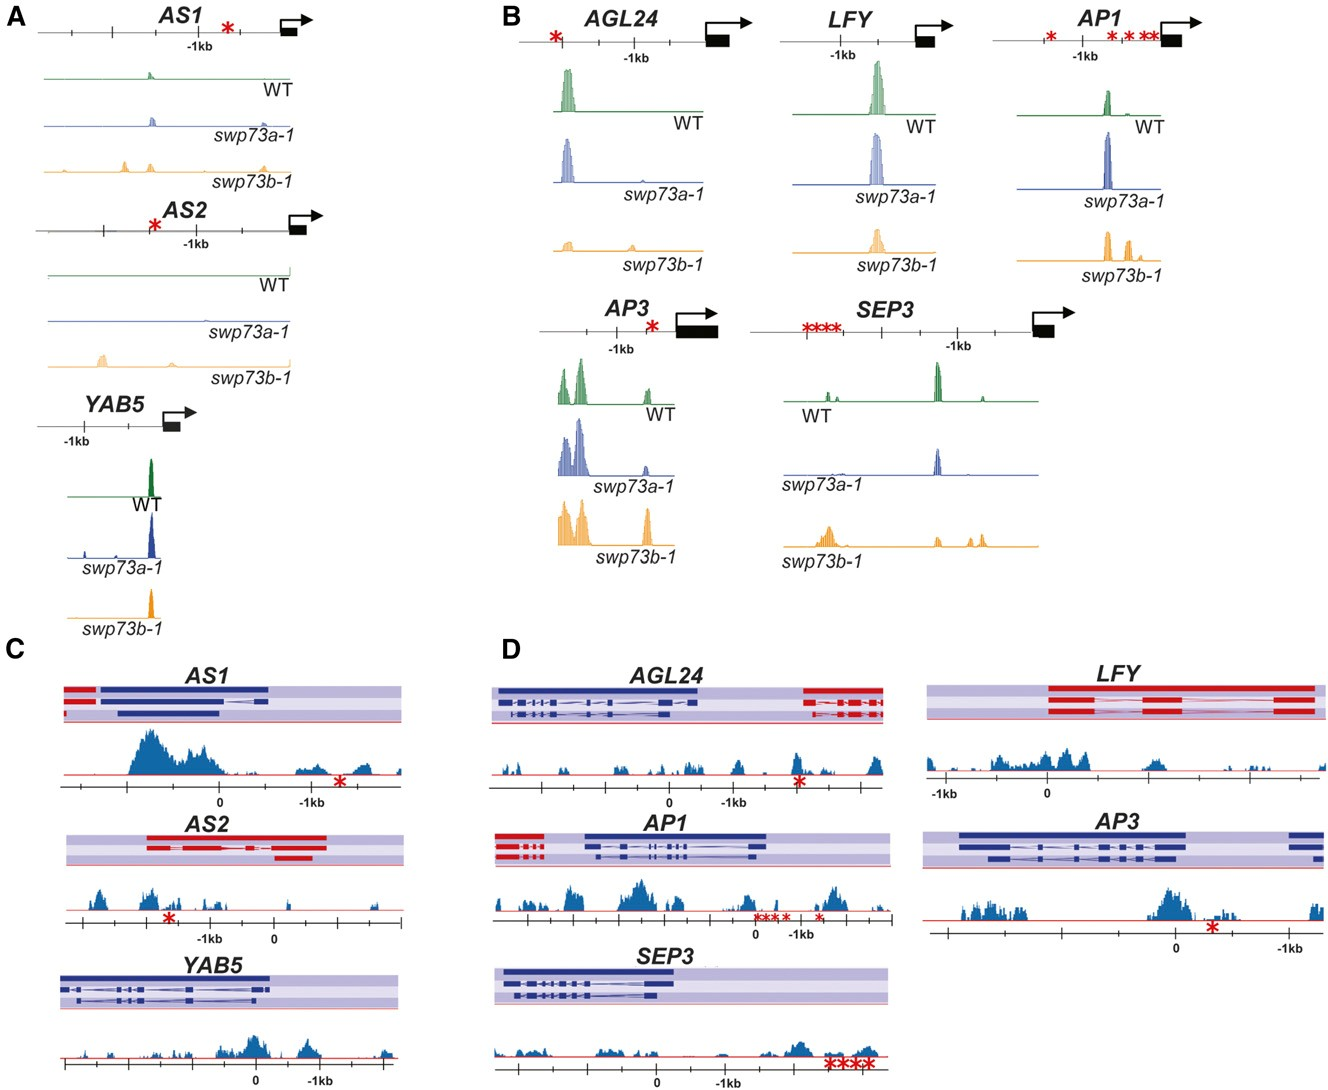 A
AS1
*
-1kb
WT
swp73a-1
swp73b-1
AS2
*
-1kb
WT
swp73a-1
swp73b-1
YAB5
-1kb
WT
swp73a-1
swp73b-1
B
AGL24 LFY AP1
* * * * **
-1kb -1kb -1kb
WT WT WT
swp73a-1 swp73a-1 swp73a-1
swp73b-1 swp73b-1 swp73b-1
AP3 SEP3
* ****
-1kb -1kb
WT WT
swp73a-1 swp73a-1
swp73b-1 swp73b-1
C
AS1
*
0 -1kb
AS2
*
-1kb 0
YAB5
0 -1kb
D
AGL24 LFY
*
0 -1kb -1kb 0
AP1 AP3
**** * *
0 -1kb 0 -1kb
SEP3
****
0 -1kb